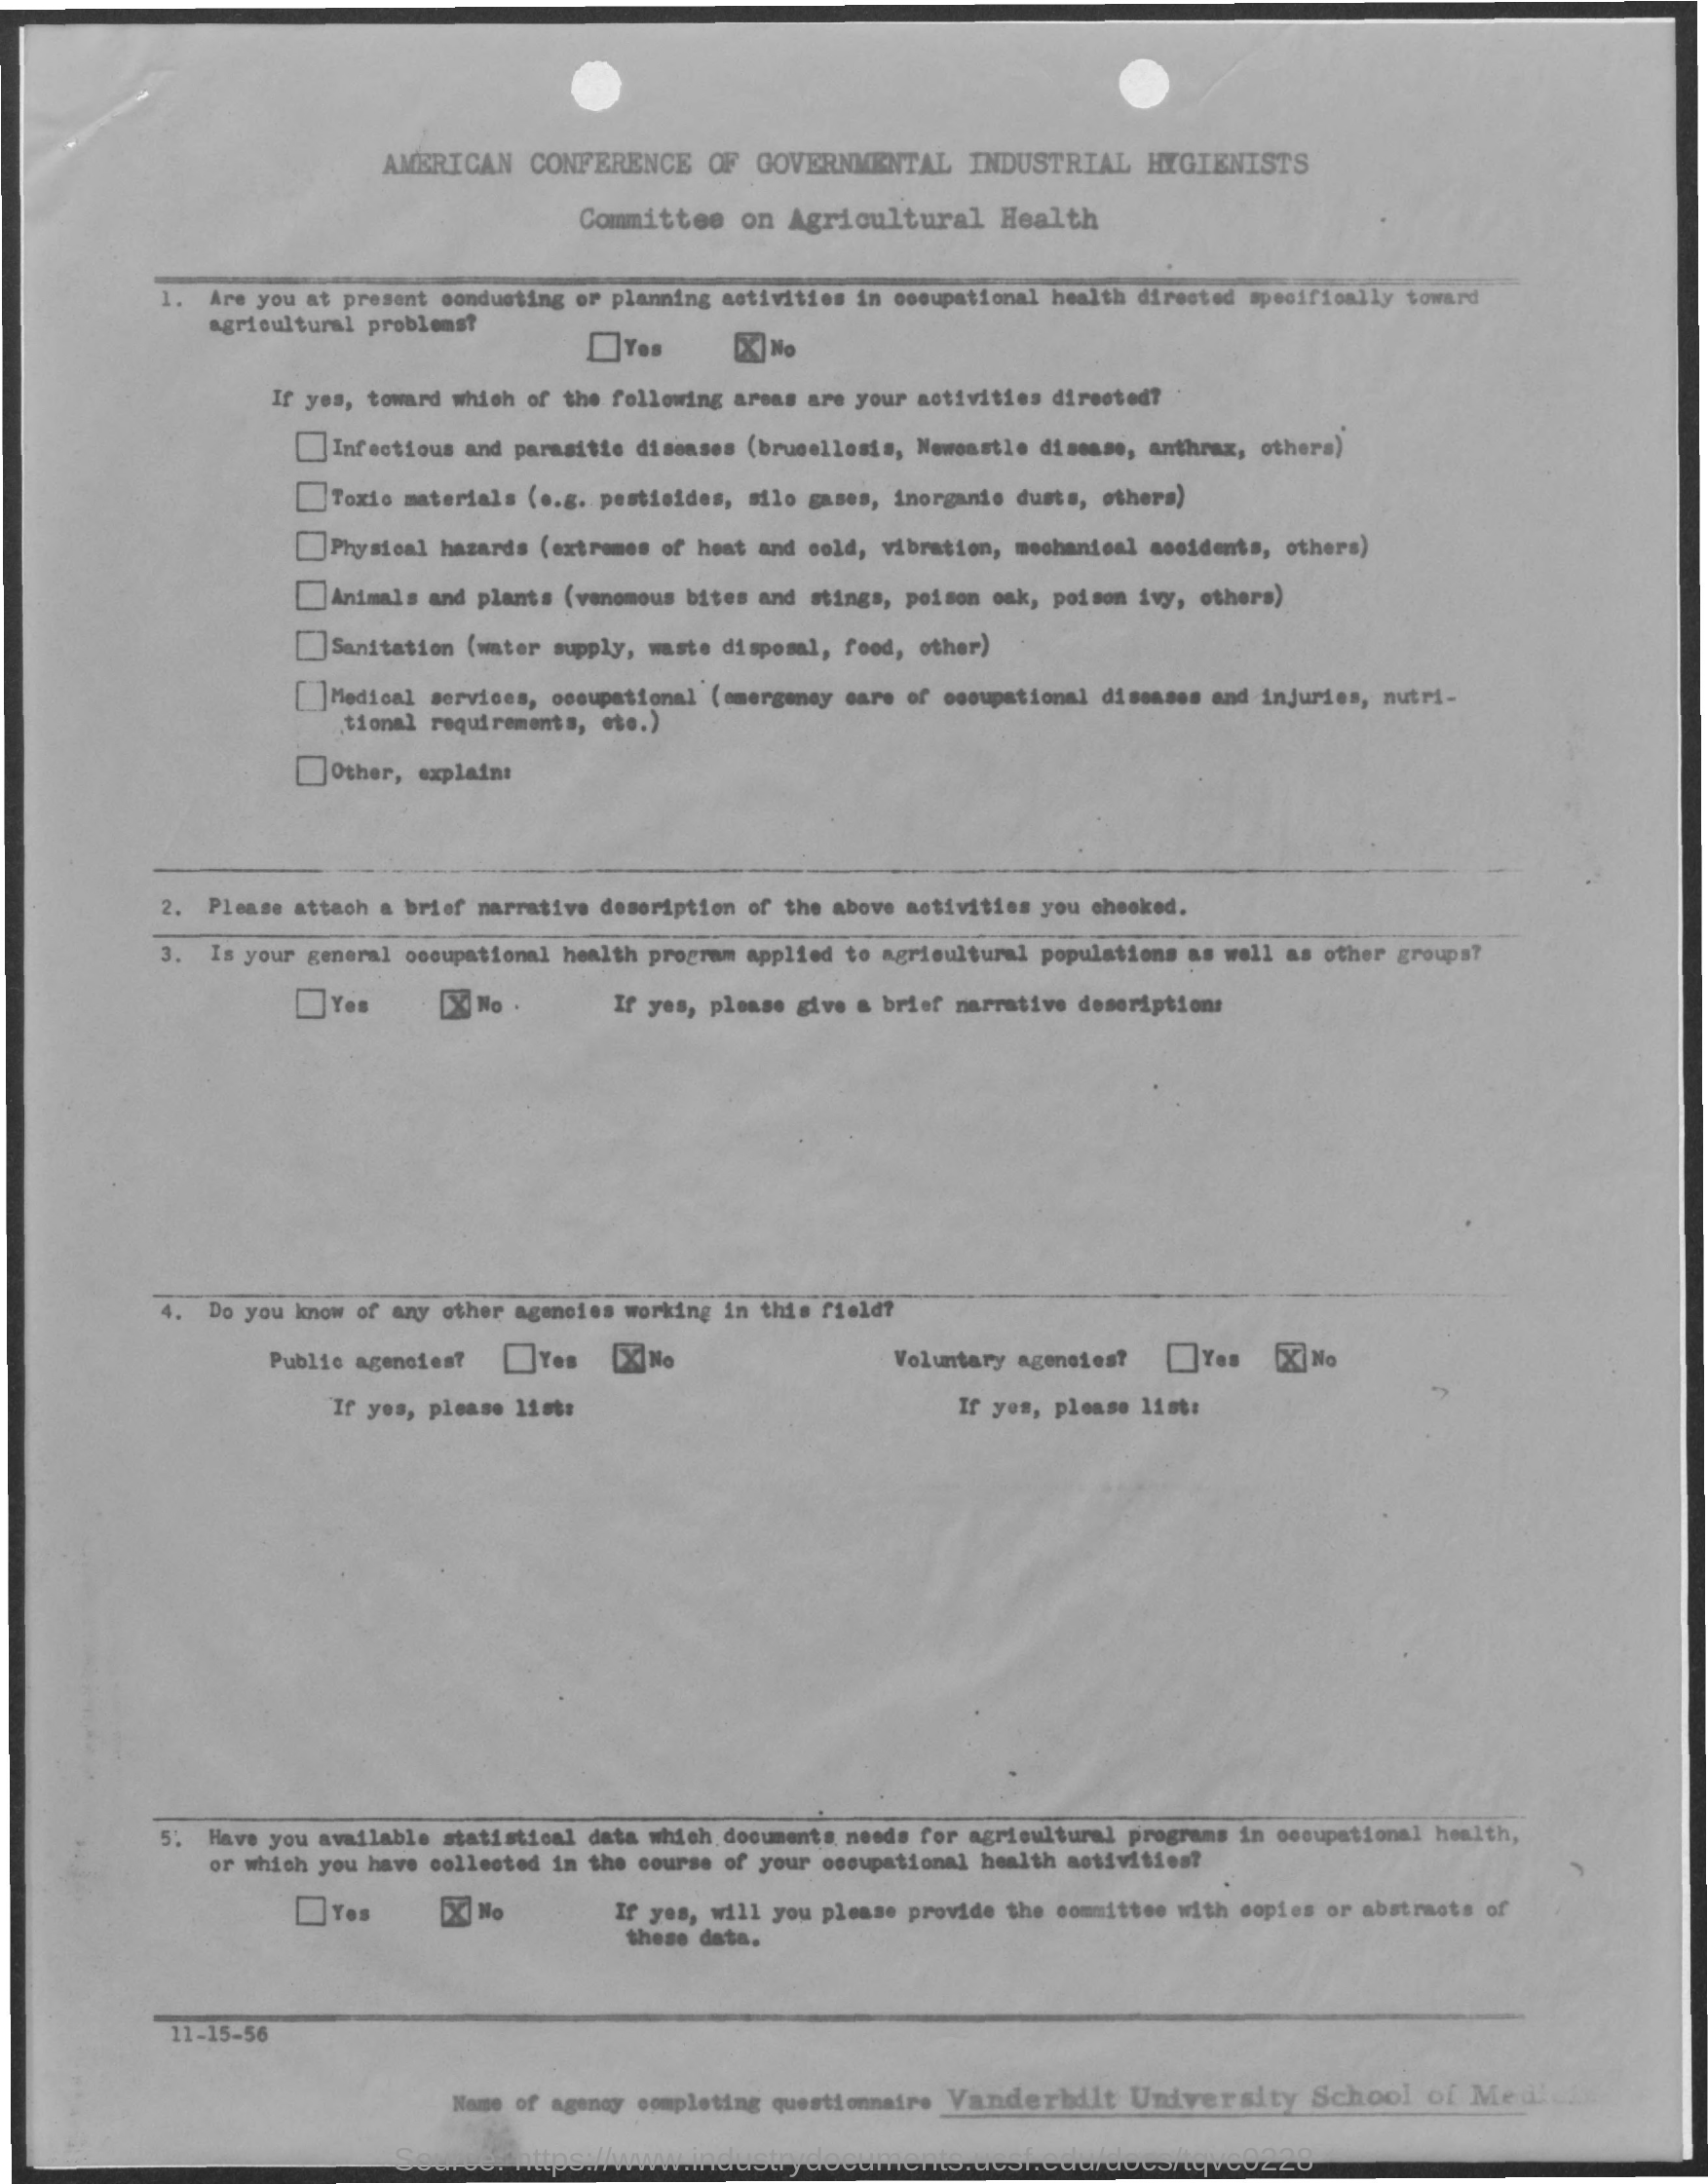 AMERICAN CONFERENCE OF GOVERNMENTAL INDUSTRIAL HYGIENISTS
Committee on Agricultural Health
1. Are you at present conducting or planning activities in occupational health directed specifically toward
agricultural problems?
☐ Yes ☒ No
If yes, toward which of the following areas are your activities directed?
☐ Infectious and parasitic diseases (brucellosis, Newcastle disease, anthrax, others)
☐ Toxic materials (e.g. pesticides, silo gases, inorganic dusts, others)
☐ Physical hazards (extremes of heat and cold, vibration, mechanical accidents, others)
☐ Animals and plants (venomous bites and stings, poison oak, poison ivy, others)
☐ Sanitation (water supply, waste disposal, food, other)
☐ Medical services, occupational (emergency care of occupational diseases and injuries, nutri-
tional requirements, etc.)
☐ Other, explain:
2. Please attach a brief narrative description of the above activities you checked.
3. Is your general occupational health program applied to agricultural populations as well as other groups?
☐ Yes ☒ No. If yes, please give a brief narrative description:
4. Do you know of any other agencies working in this field?
Public agencies? ☐ Yes ☒ No Voluntary agencies? ☐ Yes ☒ No
If yes, please list: If yes, please list:
5. Have you available statistical data which documents needs for agricultural programs in occupational health,
or which you have collected in the course of your occupational health activities?
☐ Yes ☒ No If yes, will you please provide the committee with copies or abstracts of
these data.
11-15-56
Name of agency completing questionnaire Vanderbilt University School of Medicine
Source: https://www.industrydocuments.ucsf.edu/docs/tqvc0228